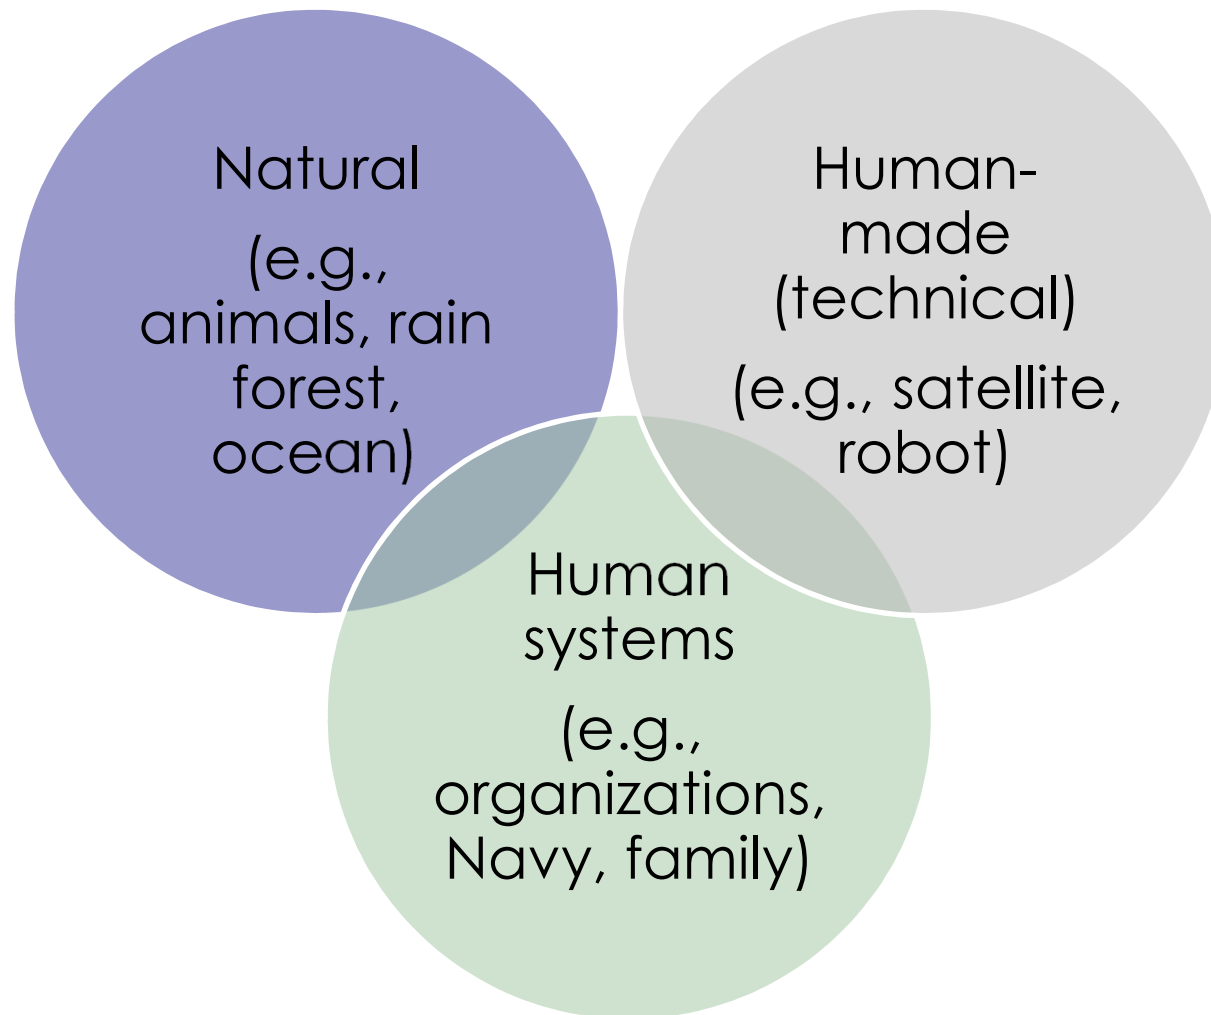 Natural
(e.g.,
animals, rain
forest,
ocean)
Human-
made
(technical)
(e.g., satellite,
robot)
Human
systems
(e.g.,
organizations,
Navy, family)